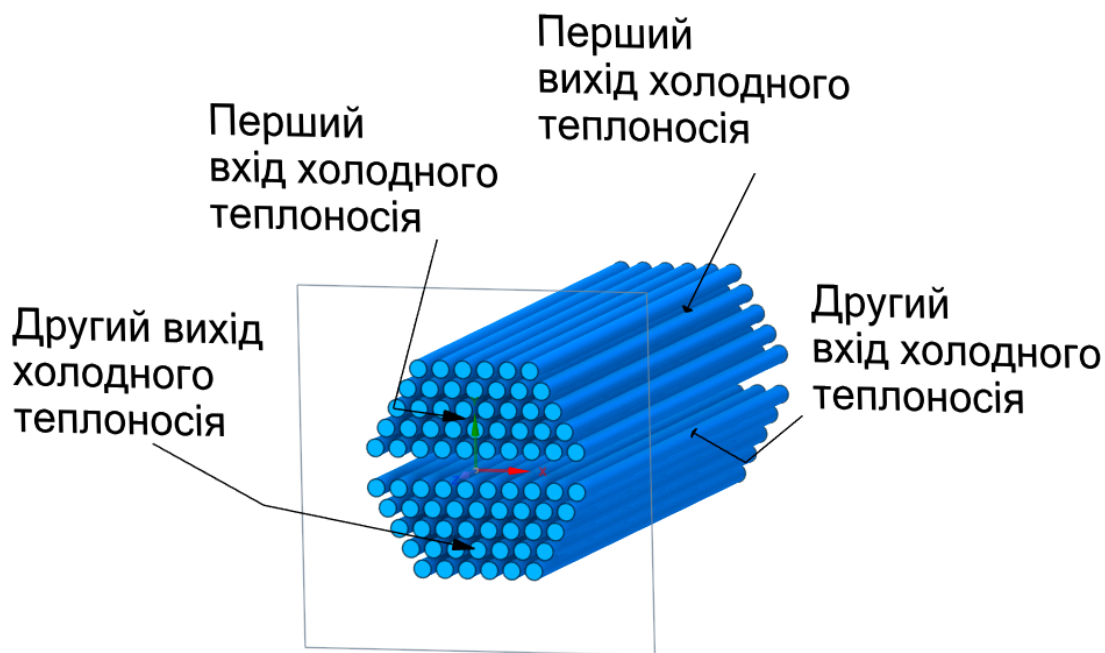 Перший
вихід холодного
теплоносія
Перший
вхід холодного
теплоносія
Другий вихід
холодного
теплоносія
Другий
вхід холодного
теплоносія
x